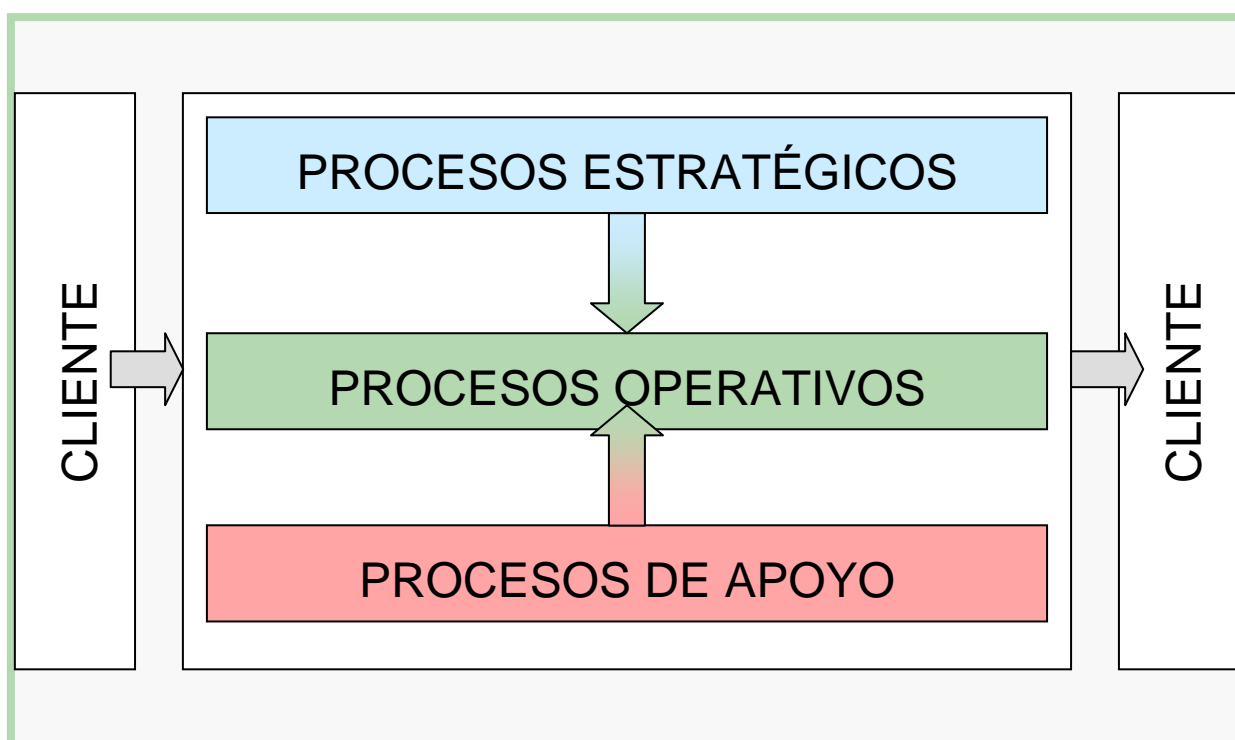 CLIENTE
PROCESOS ESTRATÉGICOS
PROCESOS OPERATIVOS
PROCESOS DE APOYO
CLIENTE